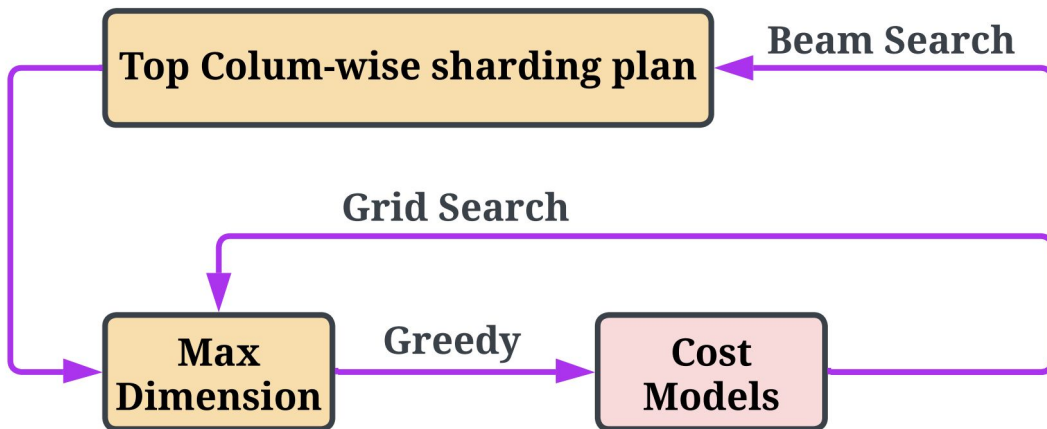 Beam Search
Top Colum-wise sharding plan
Grid Search
Greedy
Max
Dimension
Cost
Models